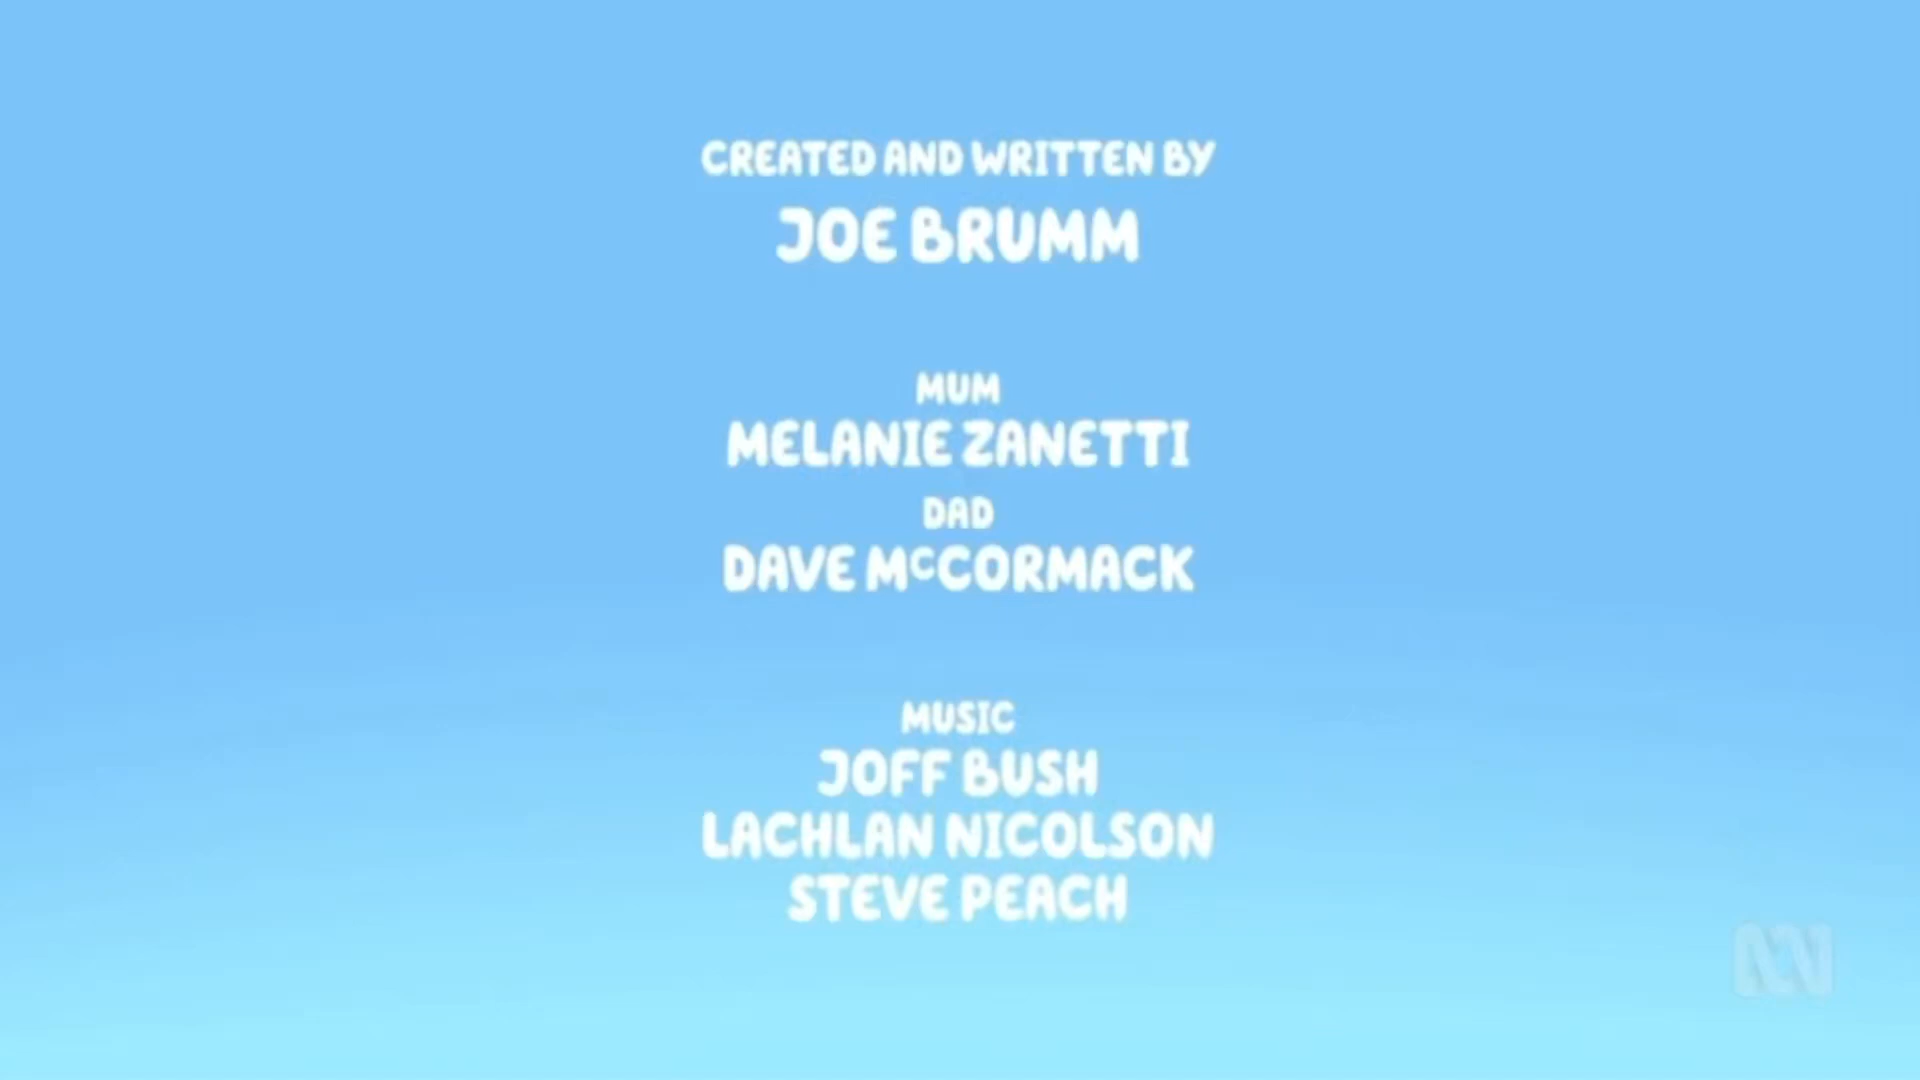 CREATED AND WRITTEN BY
JOE BRUMM
MUM
MELANIE ZANETTI
DAD
DAVE McCORMACK
MUSIC
JOFF BUSH
LACHLAN NICOLSON
STEVE PEACH